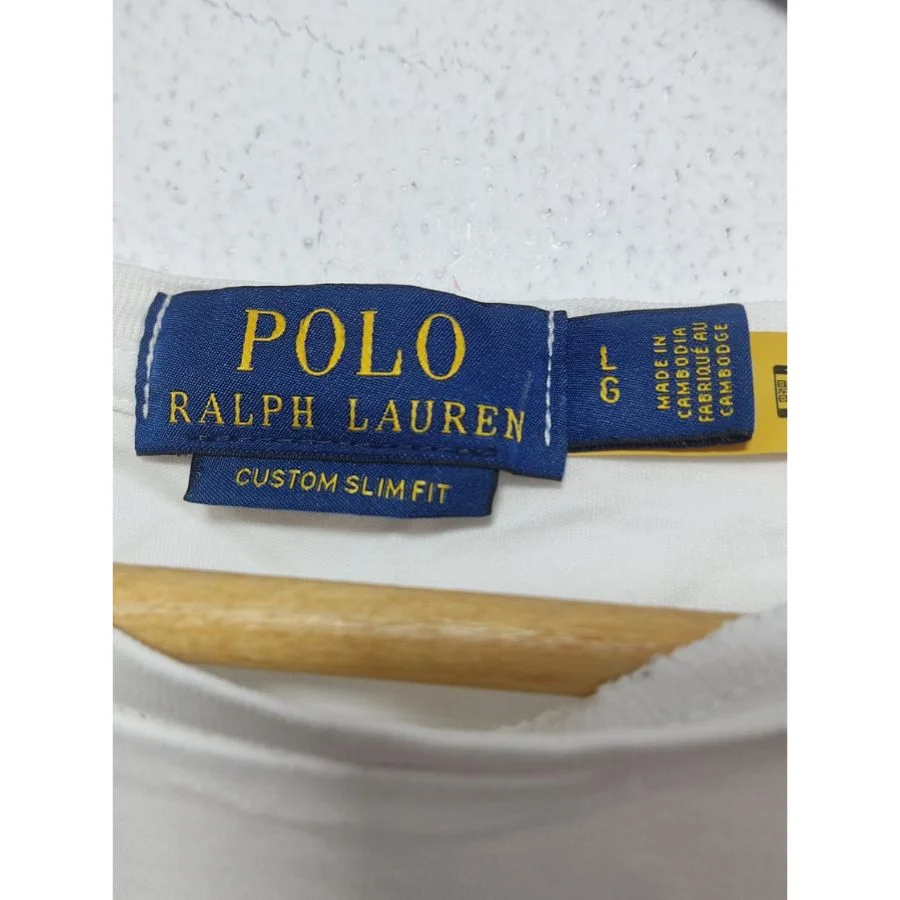 POLO
RALPH LAUREN
CUSTOM SLIM FIT
L
G
MADE IN
CAMBODIA
FABRIQUÉ AU
CAMBODGE